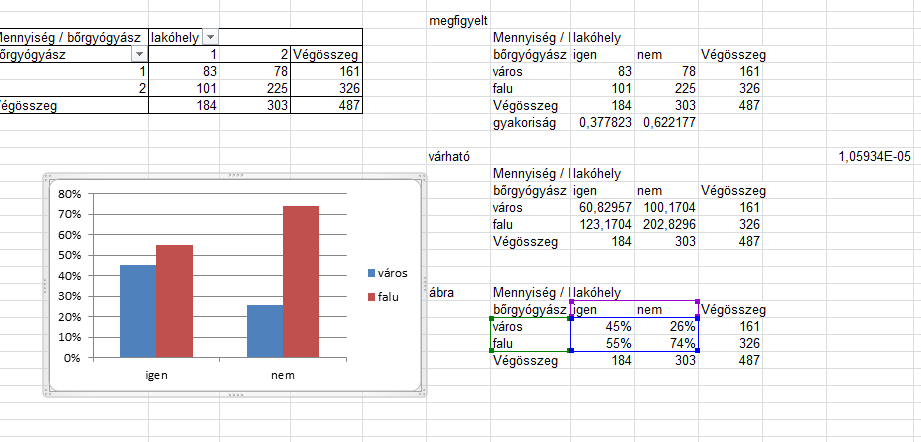 megfigyelt
Mennyiség / bőrgyógyász lakóhely
őrgyógyász 1 2 Végösszeg
1 83 78 161
2 101 225 326
égösszeg 184 303 487
Mennyiség / lakóhely
bőrgyógyász igen nem Végösszeg
város 83 78 161
falu 101 225 326
Végösszeg 184 303 487
gyakoriság 0,377823 0,622177
várható
1,05934E-05
Mennyiség / lakóhely
bőrgyógyász igen nem Végösszeg
város 60,82957 100,1704 161
falu 123,1704 202,8296 326
Végösszeg 184 303 487
80%
70%
60%
50%
40%
30%
20%
10%
0%
igen nem
város
falu
ábra
Mennyiség / lakóhely
bőrgyógyász igen nem Végösszeg
város 45% 26% 161
falu 55% 74% 326
Végösszeg 184 303 487